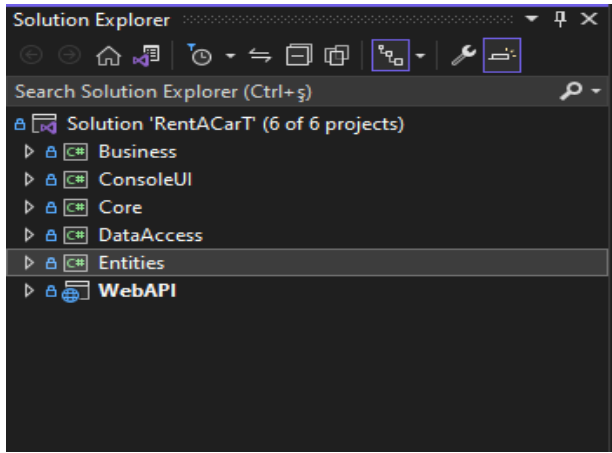 Solution Explorer
Search Solution Explorer (Ctrl+ş)
Solution 'RentACarT' (6 of 6 projects)
C# Business
C# ConsoleUI
C# Core
C# DataAccess
C# Entities
WebAPI